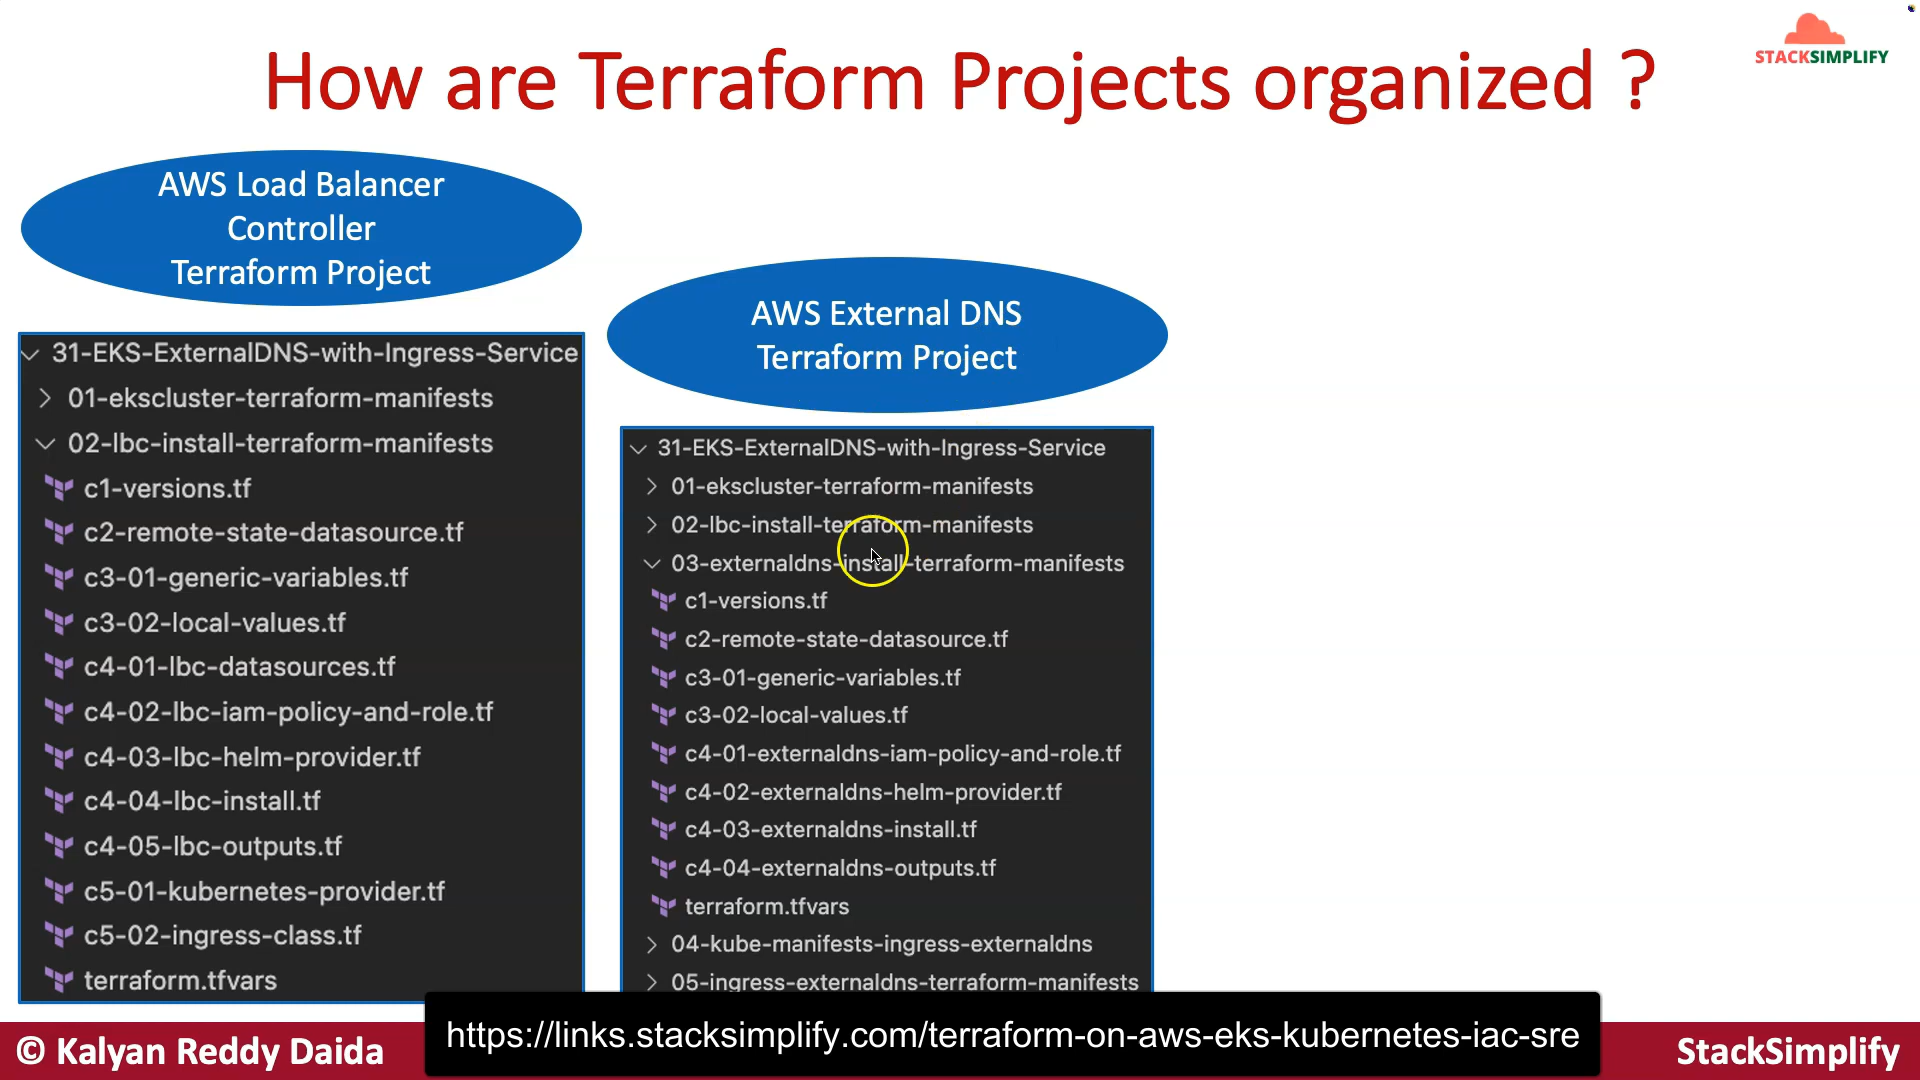 How are Terraform Projects organized ?
STACKSIMPLIFY
AWS Load Balancer
Controller
Terraform Project
31-EKS-ExternalDNS-with-Ingress-Service
01-ekscluster-terraform-manifests
02-lbc-install-terraform-manifests
c1-versions.tf
c2-remote-state-datasource.tf
c3-01-generic-variables.tf
c3-02-local-values.tf
c4-01-lbc-datasources.tf
c4-02-lbc-iam-policy-and-role.tf
c4-03-lbc-helm-provider.tf
c4-04-lbc-install.tf
c4-05-lbc-outputs.tf
c5-01-kubernetes-provider.tf
c5-02-ingress-class.tf
terraform.tfvars
AWS External DNS
Terraform Project
31-EKS-ExternalDNS-with-Ingress-Service
01-ekscluster-terraform-manifests
02-lbc-install-terraform-manifests
03-externaldns-install-terraform-manifests
c1-versions.tf
c2-remote-state-datasource.tf
c3-01-generic-variables.tf
c3-02-local-values.tf
c4-01-externaldns-iam-policy-and-role.tf
c4-02-externaldns-helm-provider.tf
c4-03-externaldns-install.tf
c4-04-externaldns-outputs.tf
terraform.tfvars
04-kube-manifests-ingress-externaldns
05-ingress-externaldns-terraform-manifests
© Kalyan Reddy Daida
https://links.stacksimplify.com/terraform-on-aws-eks-kubernetes-iac-sre
StackSimplify